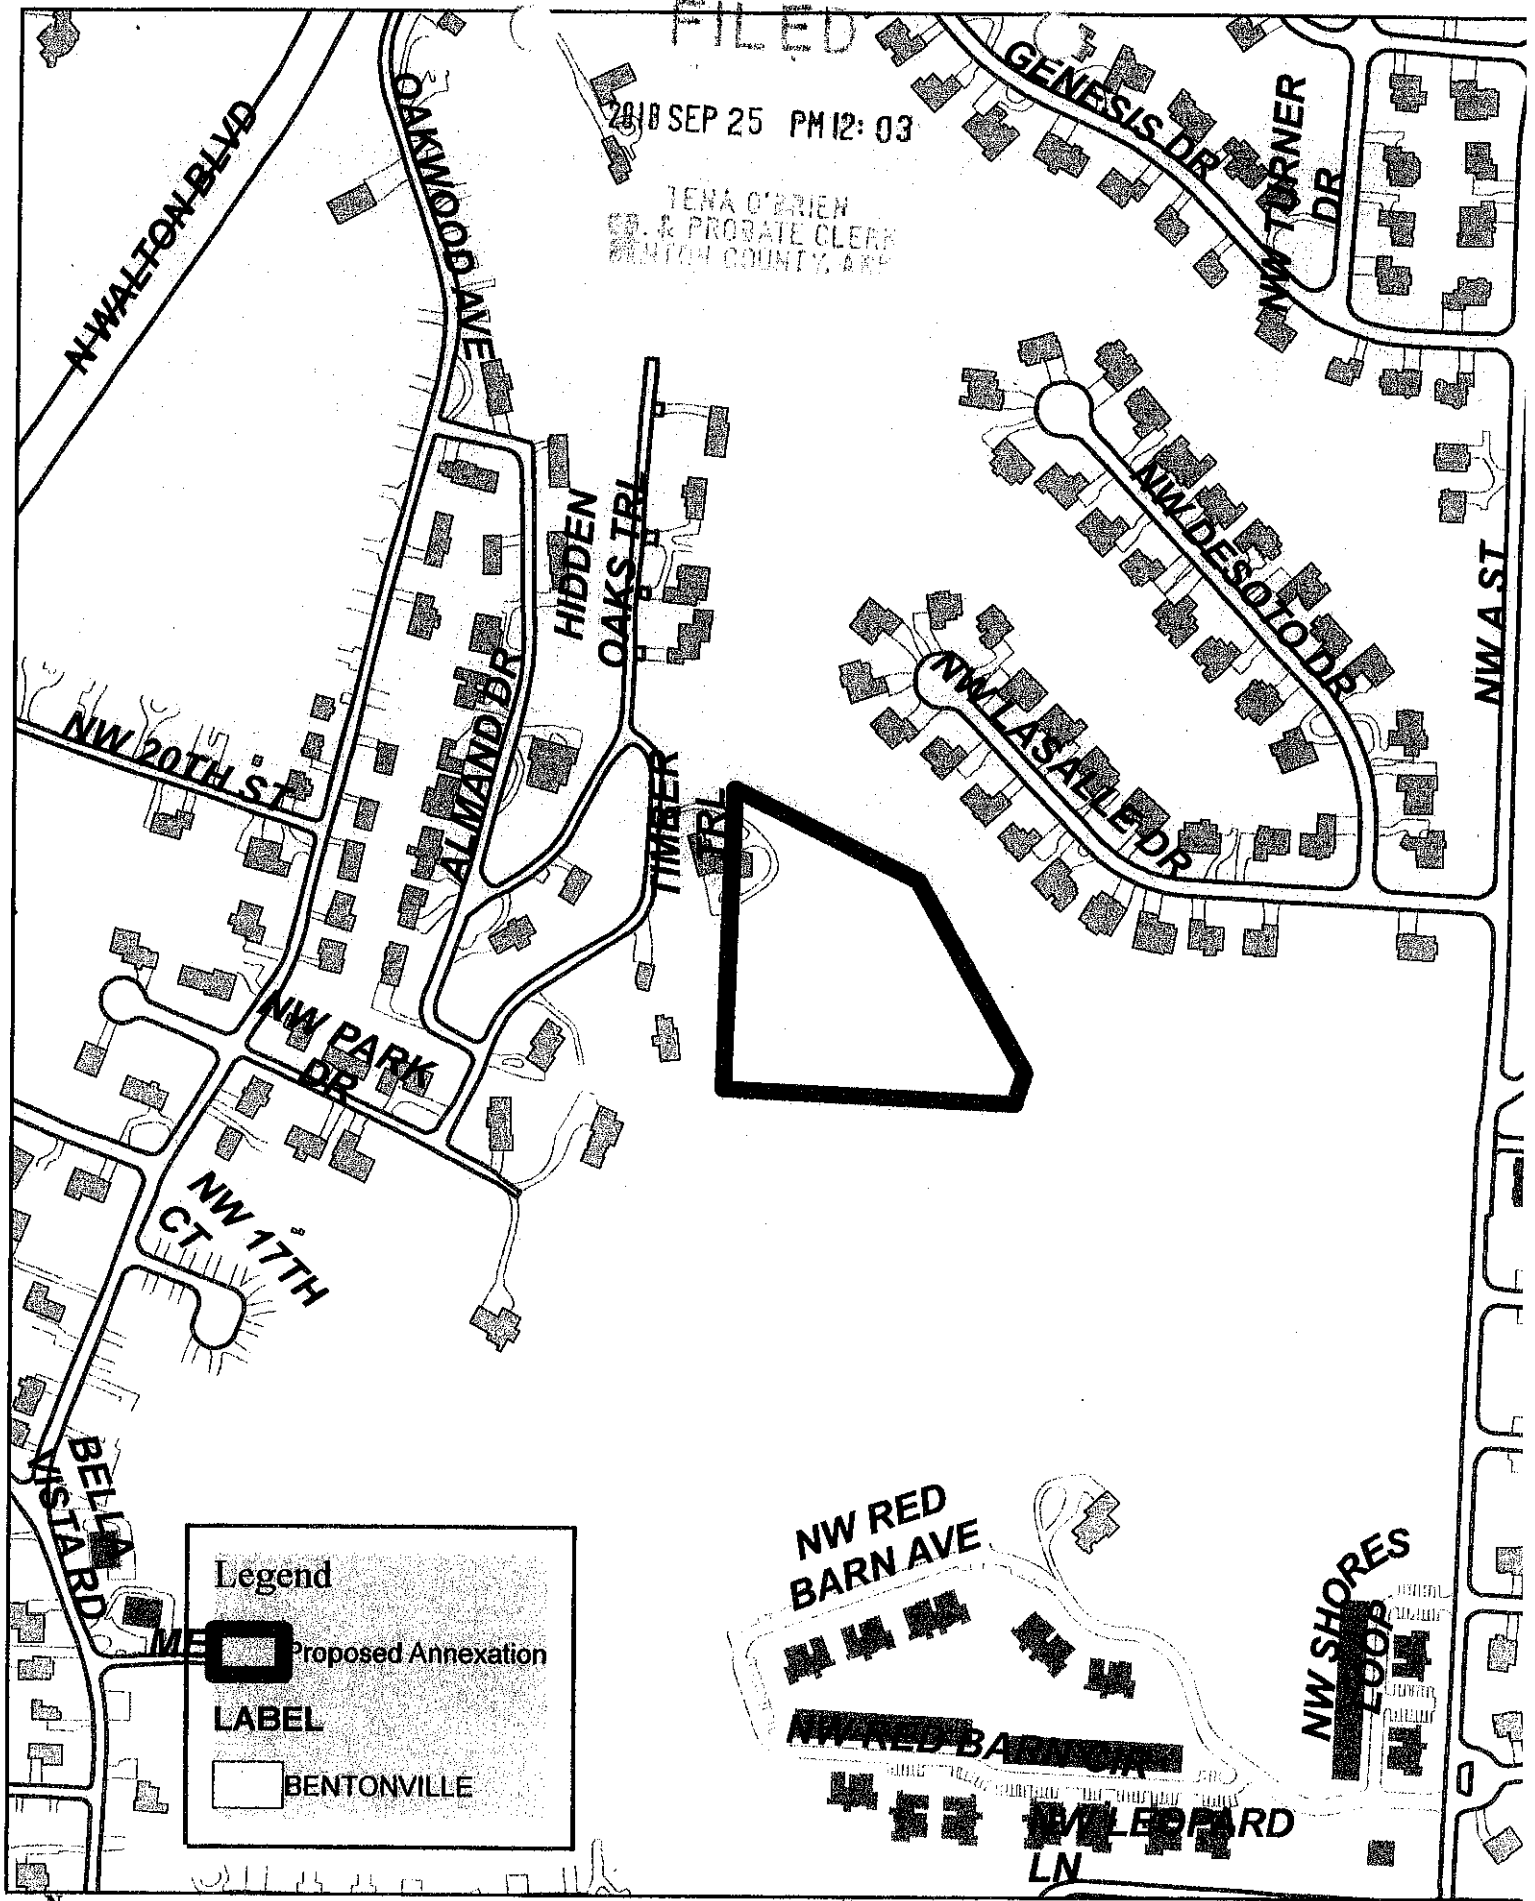 FILED
2018 SEP 25 PM 12: 03
TENA O'BRIEN
CO. & PROBATE CLERK
BENTON COUNTY, ARK
GENESIS DR
NW TURNER
DR
OAKWOOD AVE
N WALTON BLVD
HIDDEN
OAKS TRL
NW DESOTO DR
NW A ST
NW LASALLE DR
ALMAND DR
NW 20TH ST
TIMBER
TRL
NW PARK
DR
NW 17TH
CT
BELLA
VISTA RD
NW RED
BARN AVE
NW SHORES
LOOP
NW RED BARN CIR
NW LEOPARD
LN
Legend
Proposed Annexation
LABEL
BENTONVILLE